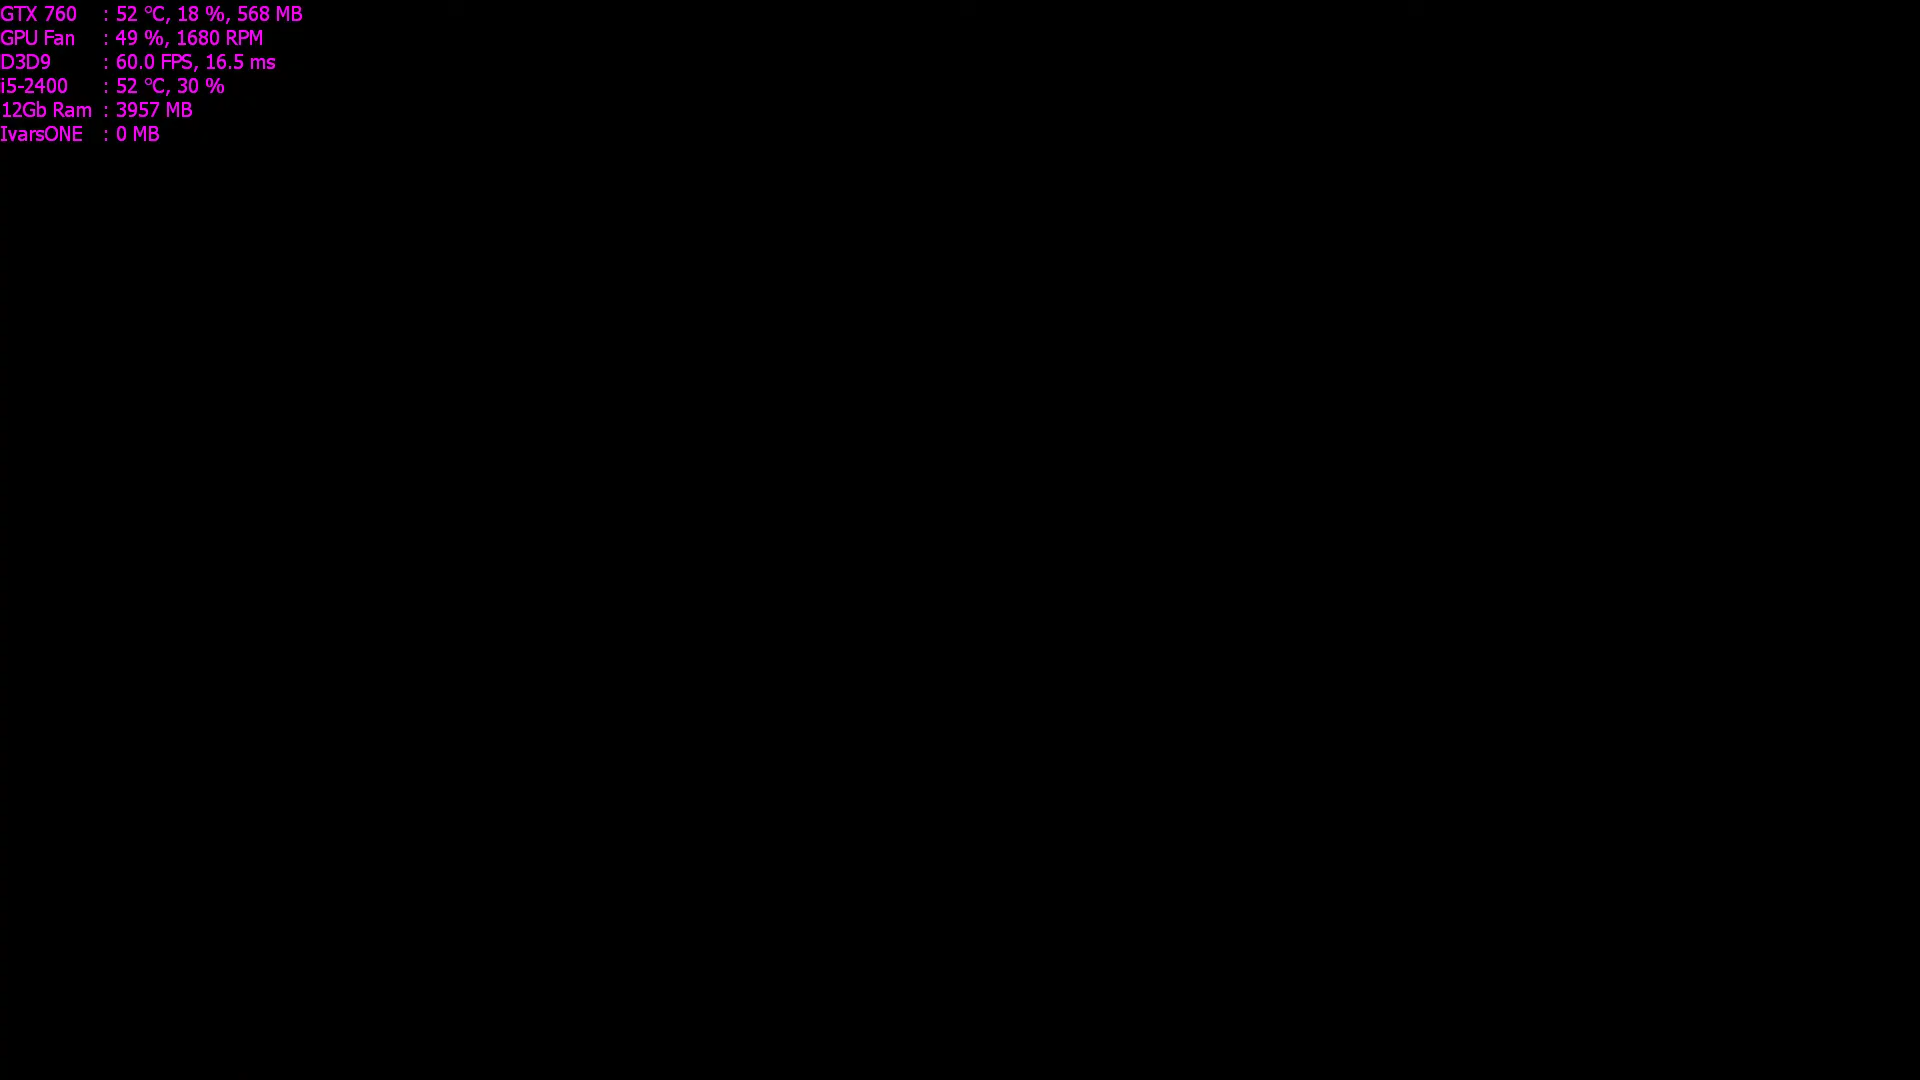 GTX 760 : 52 °C, 18 %, 568 MB
GPU Fan : 49 %, 1680 RPM
D3D9 : 60.0 FPS, 16.5 ms
i5-2400 : 52 °C, 30 %
12Gb Ram : 3957 MB
IvarsONE : 0 MB